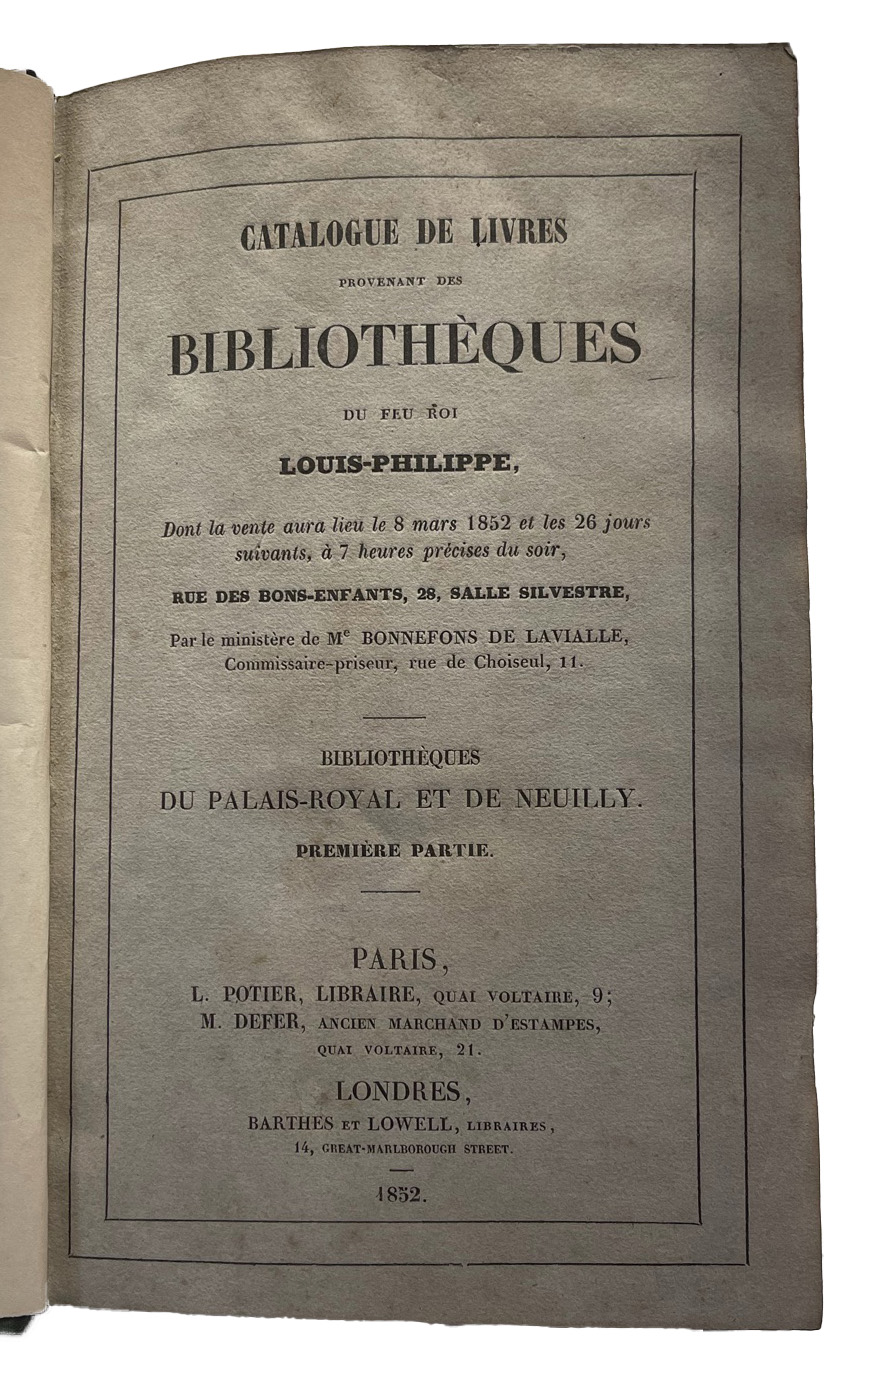 CATALOGUE DE LIVRES
PROVENANT DES
BIBLIOTHÈQUES
DU FEU ROI
LOUIS-PHILIPPE,
Dont la vente aura lieu le 8 mars 1852 et les 26 jours
suivants, à 7 heures précises du soir,
RUE DES BONS-ENFANTS, 28, SALLE SILVESTRE,
Par le ministère de Me BONNEFONS DE LAVIALLE,
Commissaire-priseur, rue de Choiseul, 11.
BIBLIOTHÈQUES
DU PALAIS-ROYAL ET DE NEUILLY.
PREMIÈRE PARTIE.
PARIS,
L. POTIER, LIBRAIRE, QUAI VOLTAIRE, 9;
M. DEFER, ANCIEN MARCHAND D'ESTAMPES,
QUAI VOLTAIRE, 21.
LONDRES,
BARTHES ET LOWELL, LIBRAIRES,
14, GREAT-MARLBOROUGH STREET.
1852.